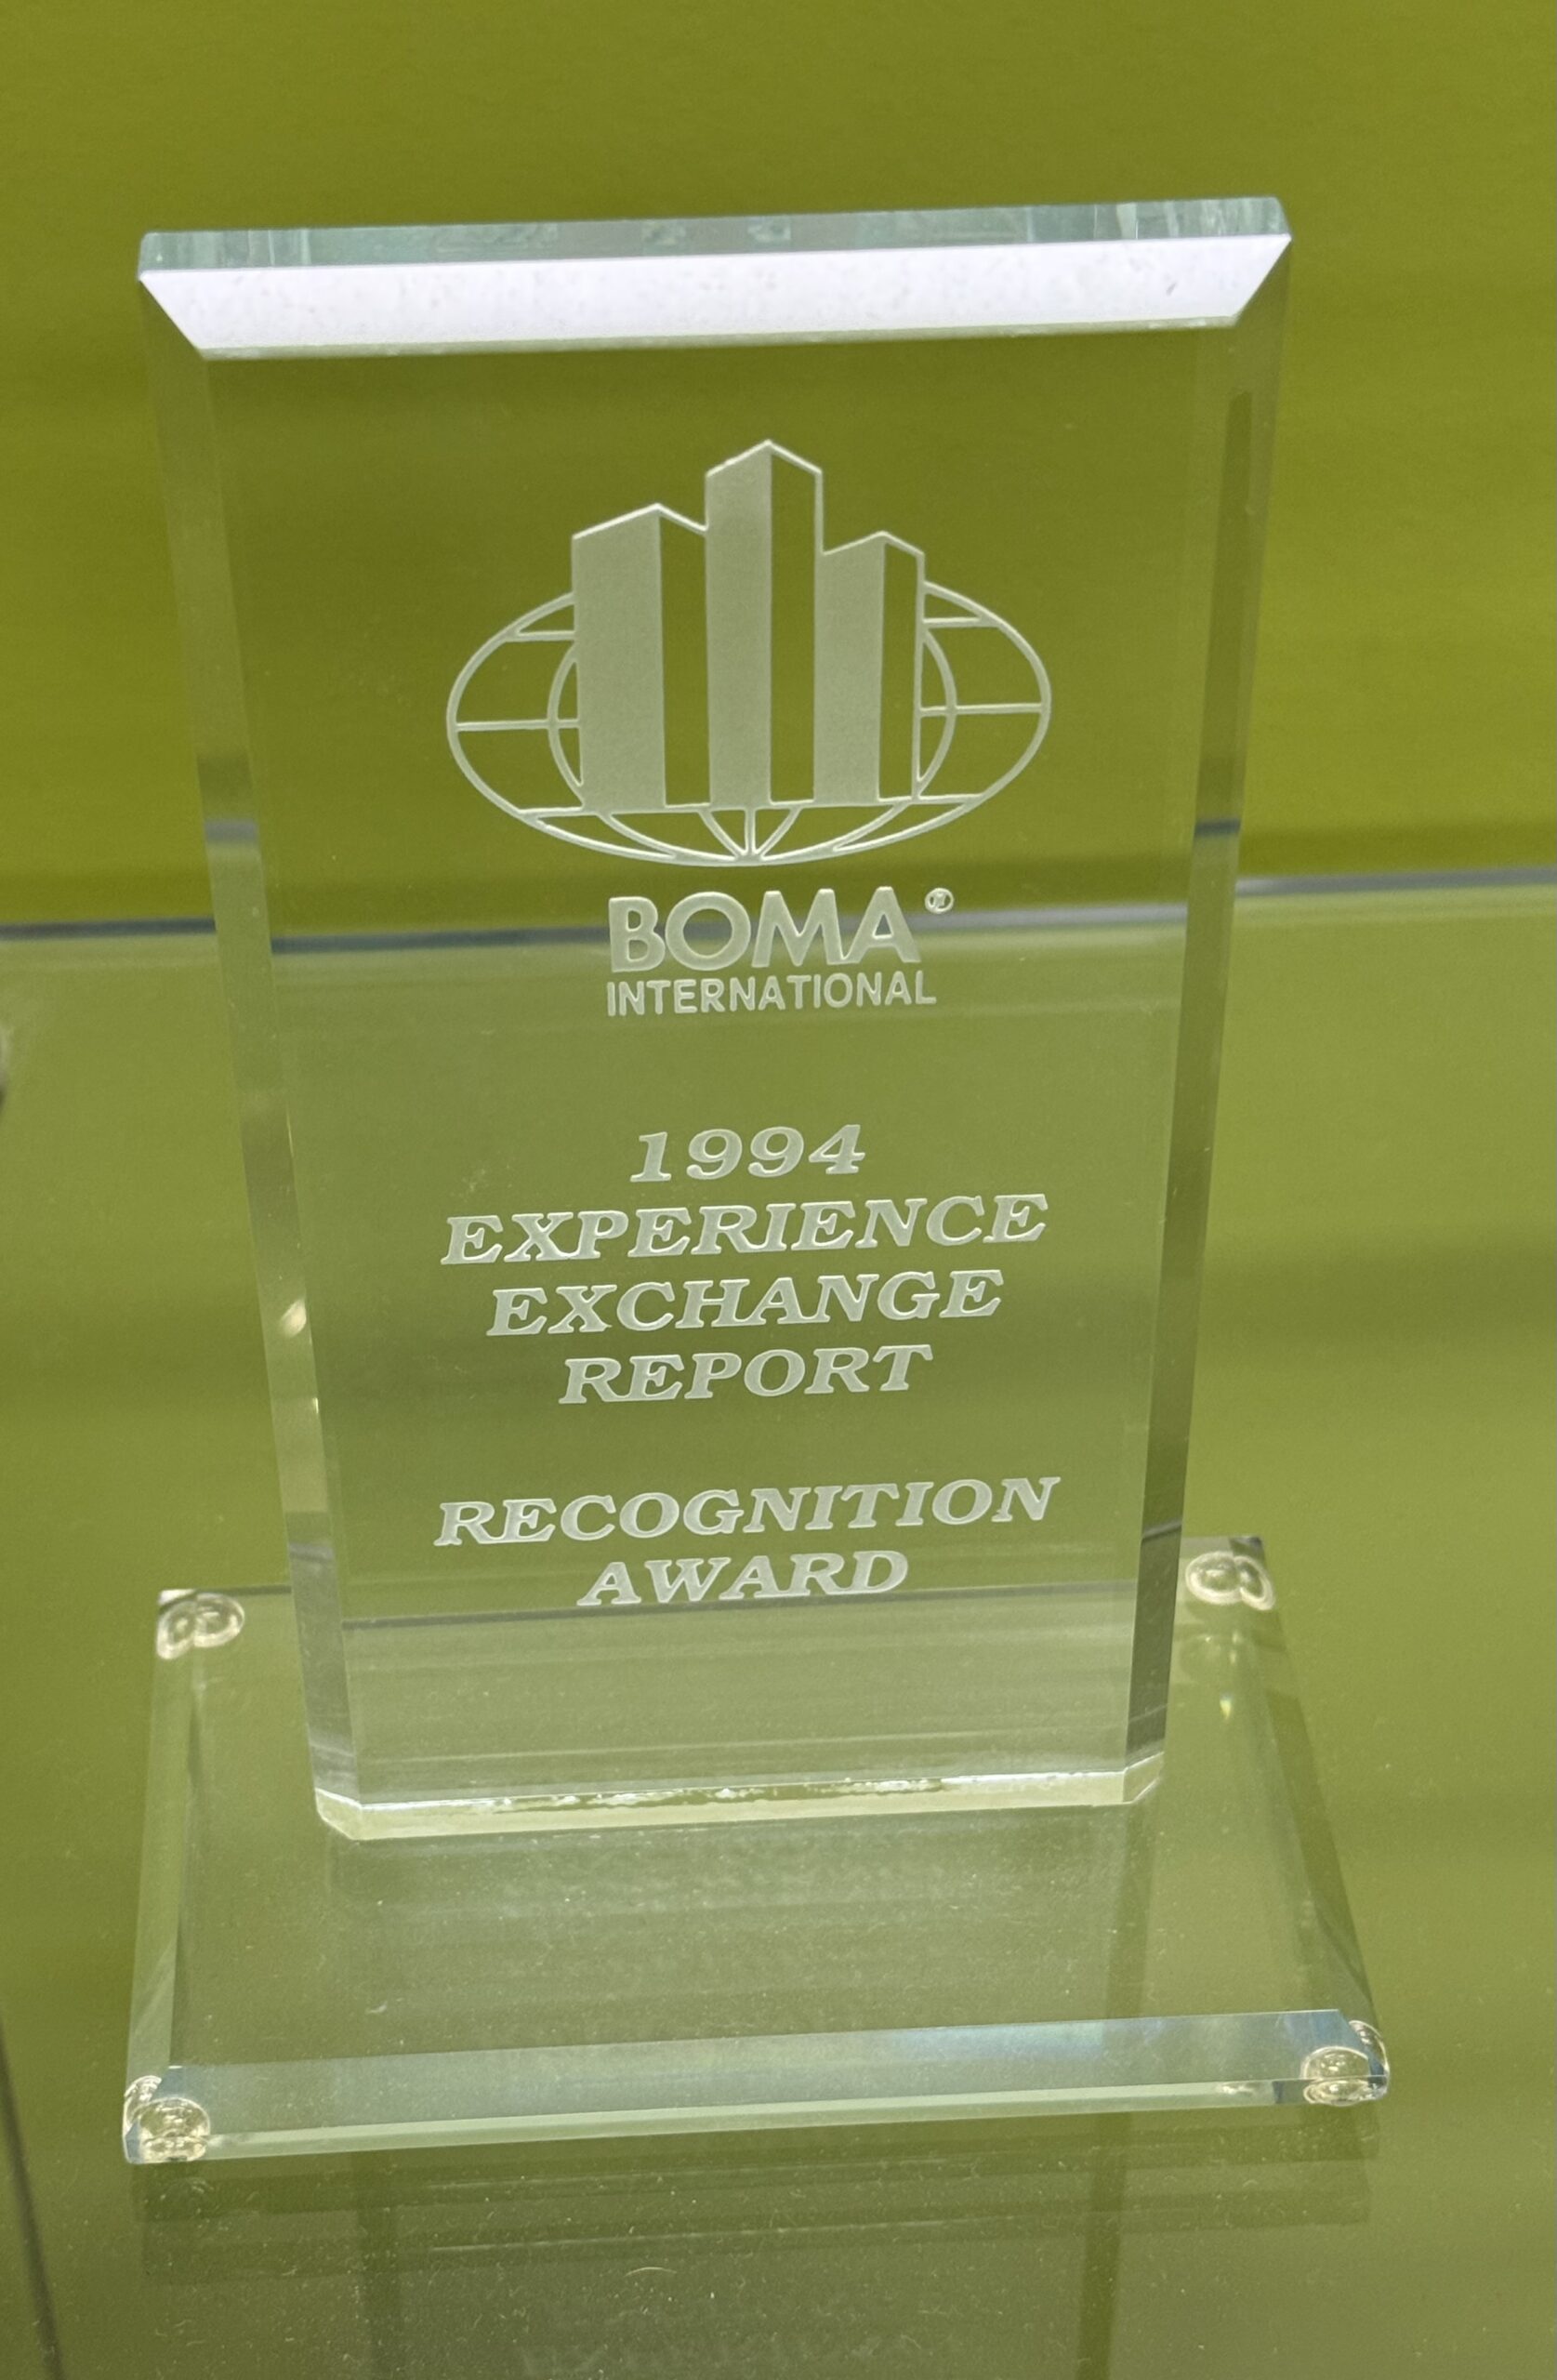 BOMA®
INTERNATIONAL
1994
EXPERIENCE
EXCHANGE
REPORT
RECOGNITION
AWARD